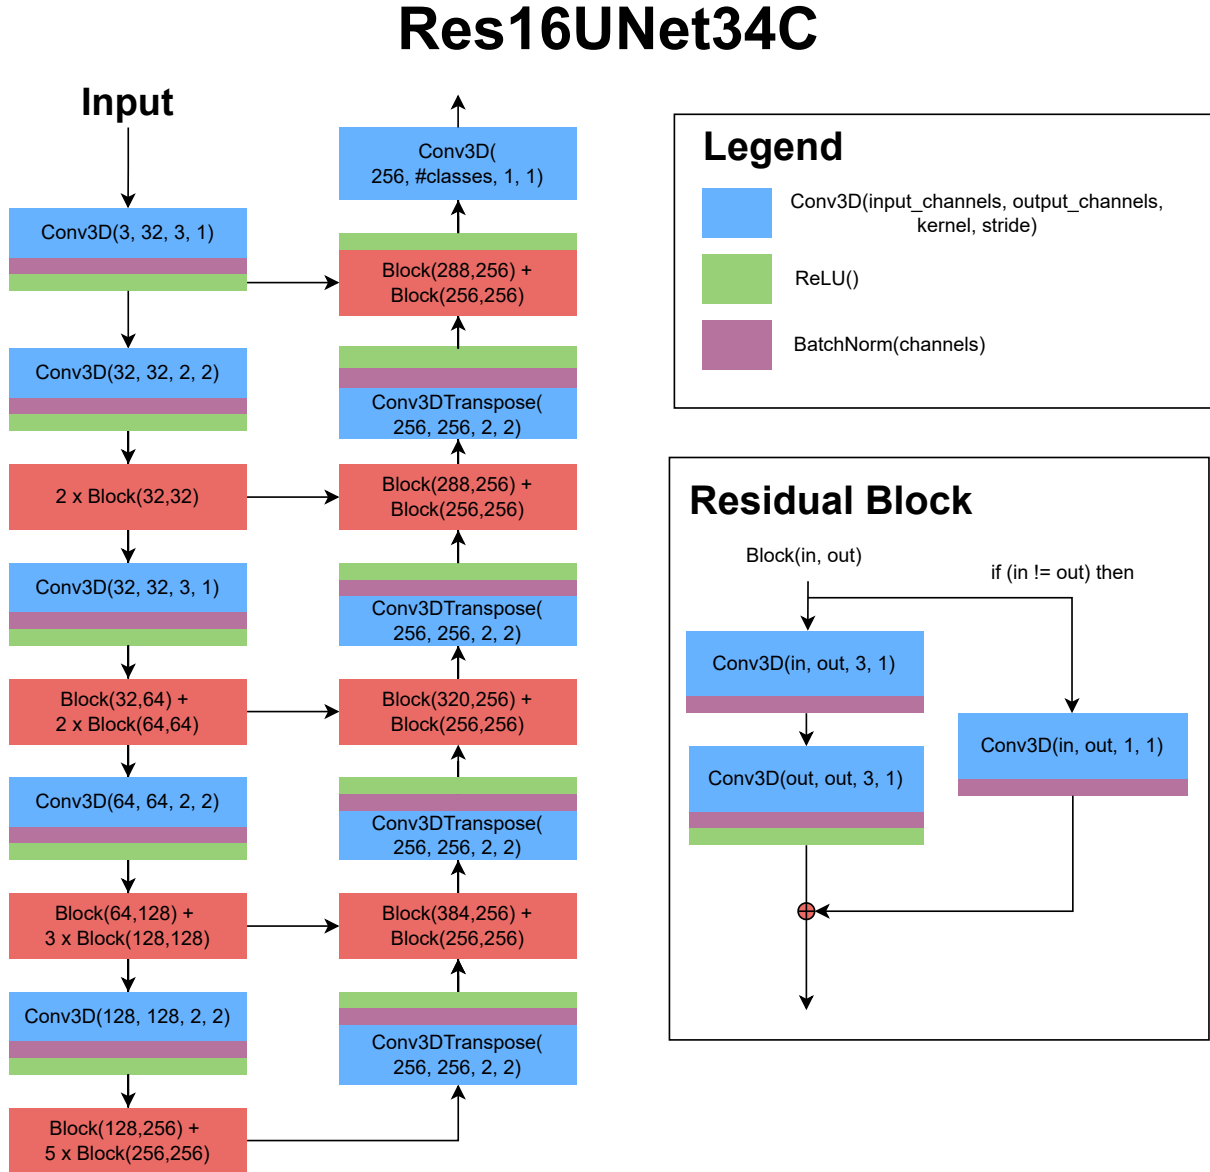 Res16UNet34C
Input
Conv3D(3, 32, 3, 1)
Conv3D(32, 32, 2, 2)
2 x Block(32,32)
Conv3D(32, 32, 3, 1)
Block(32,64) +
2 x Block(64,64)
Conv3D(64, 64, 2, 2)
Block(64,128) +
3 x Block(128,128)
Conv3D(128, 128, 2, 2)
Block(128,256) +
5 x Block(256,256)
Conv3D(
256, #classes, 1, 1)
Block(288,256) +
Block(256,256)
Conv3DTranspose(
256, 256, 2, 2)
Block(288,256) +
Block(256,256)
Conv3DTranspose(
256, 256, 2, 2)
Block(320,256) +
Block(256,256)
Conv3DTranspose(
256, 256, 2, 2)
Block(384,256) +
Block(256,256)
Conv3DTranspose(
256, 256, 2, 2)
Legend
Conv3D(input_channels, output_channels,
kernel, stride)
ReLU()
BatchNorm(channels)
Residual Block
Block(in, out)
if (in != out) then
Conv3D(in, out, 3, 1)
Conv3D(out, out, 3, 1)
Conv3D(in, out, 1, 1)